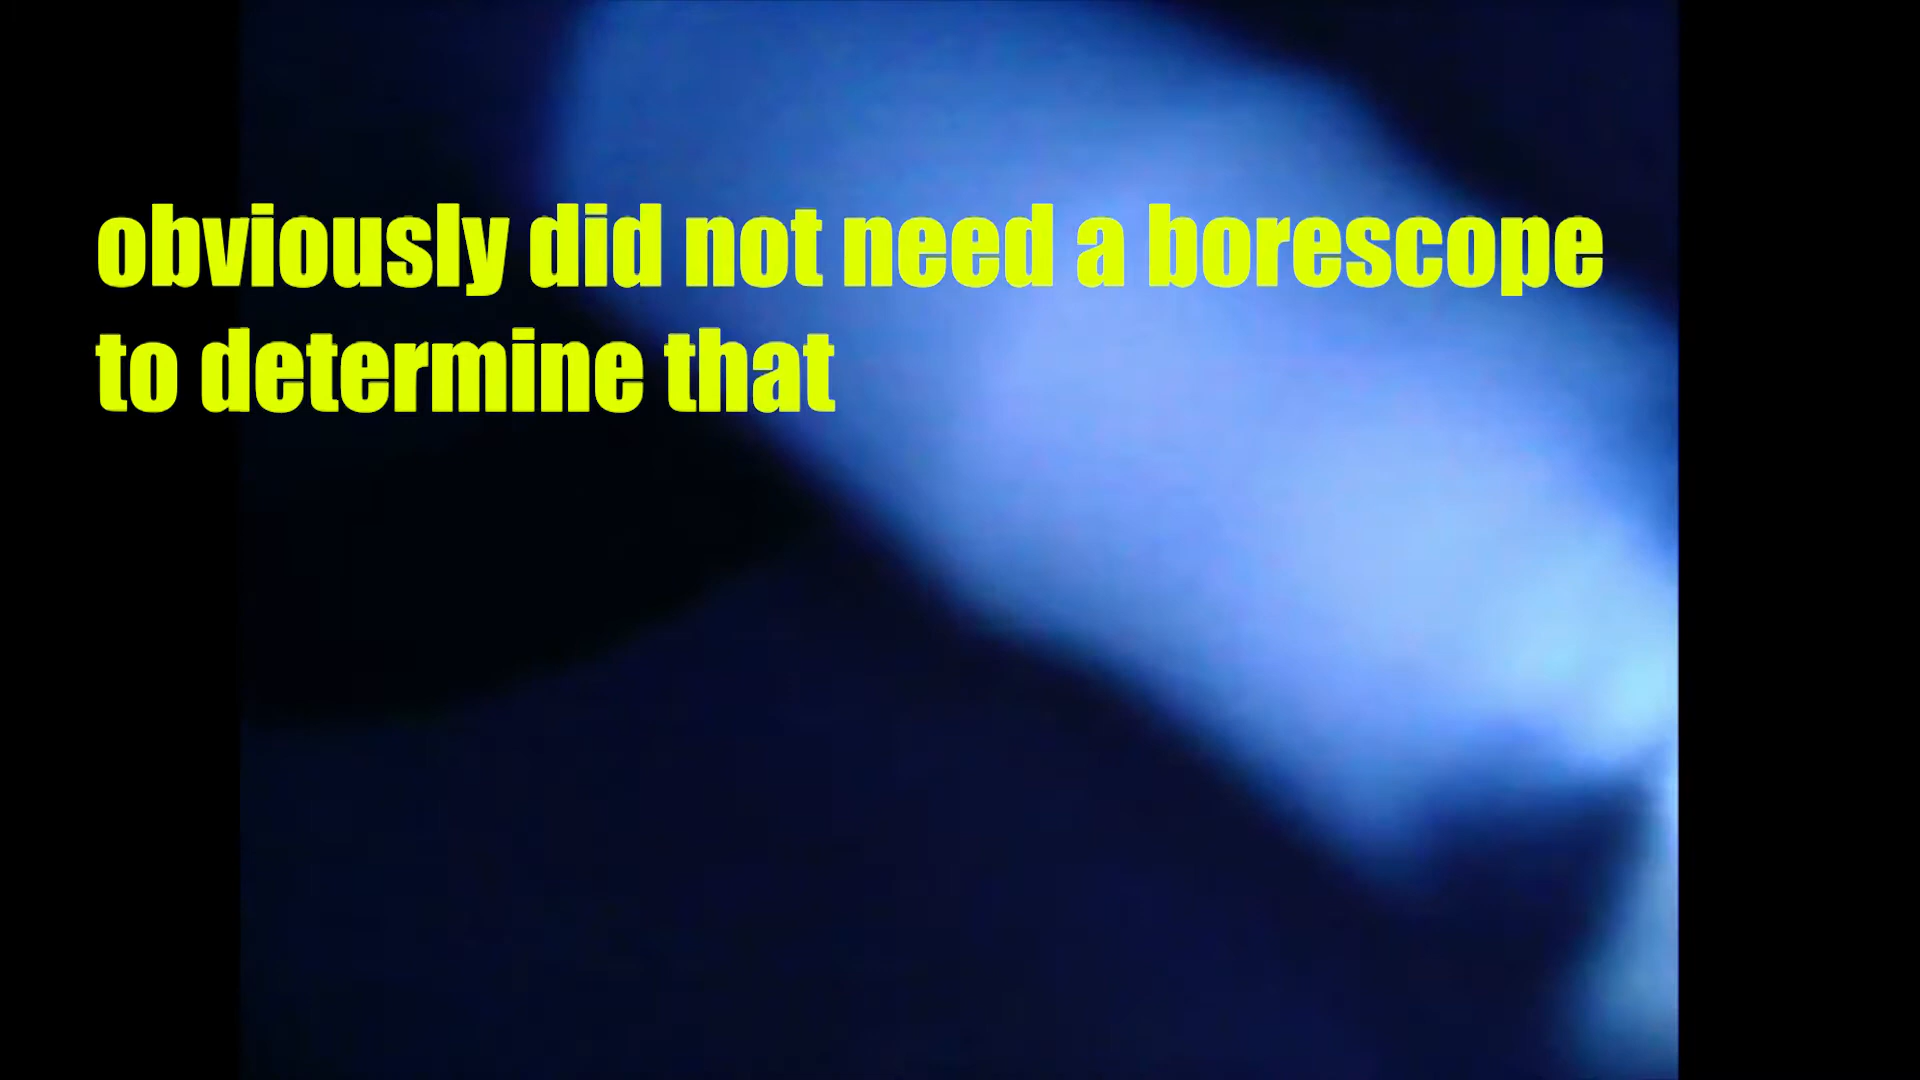 obviously did not need a borescope
to determine that